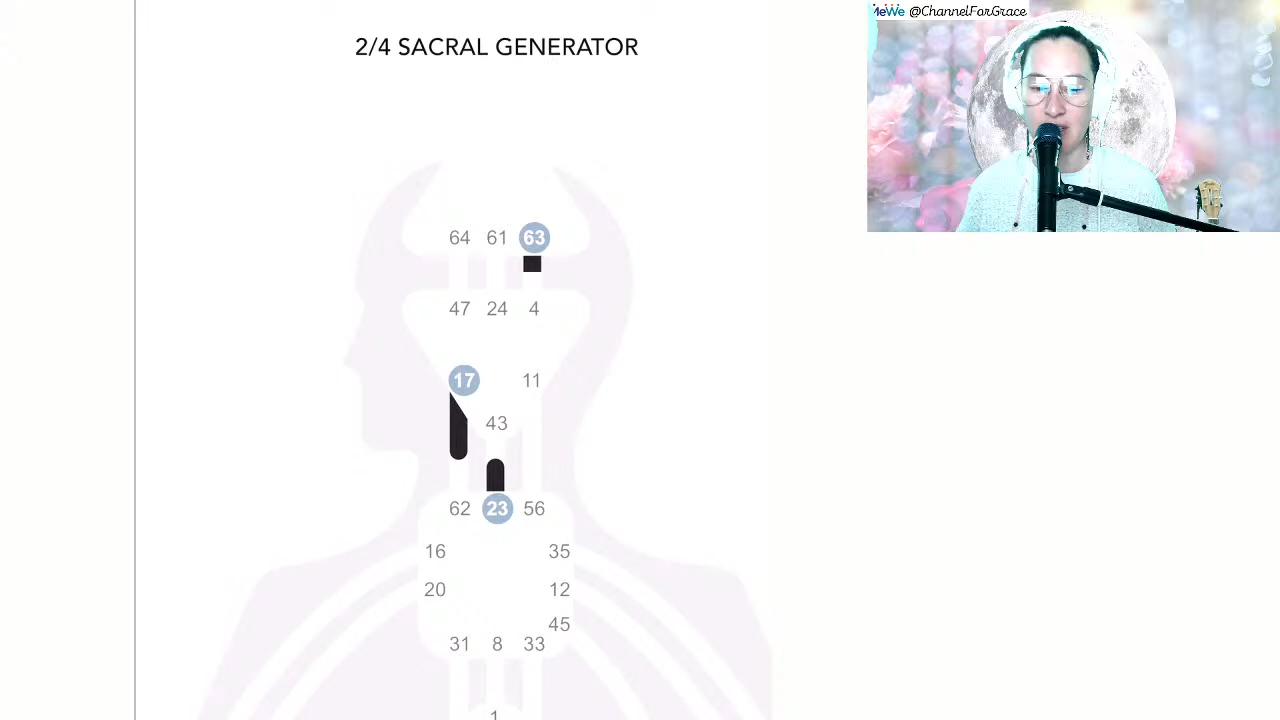 MeWe @ChannelForGrace
2/4 SACRAL GENERATOR
64 61 63
47 24 4
17 11
43
62 23 56
16 35
20 12
45
31 8 33
1